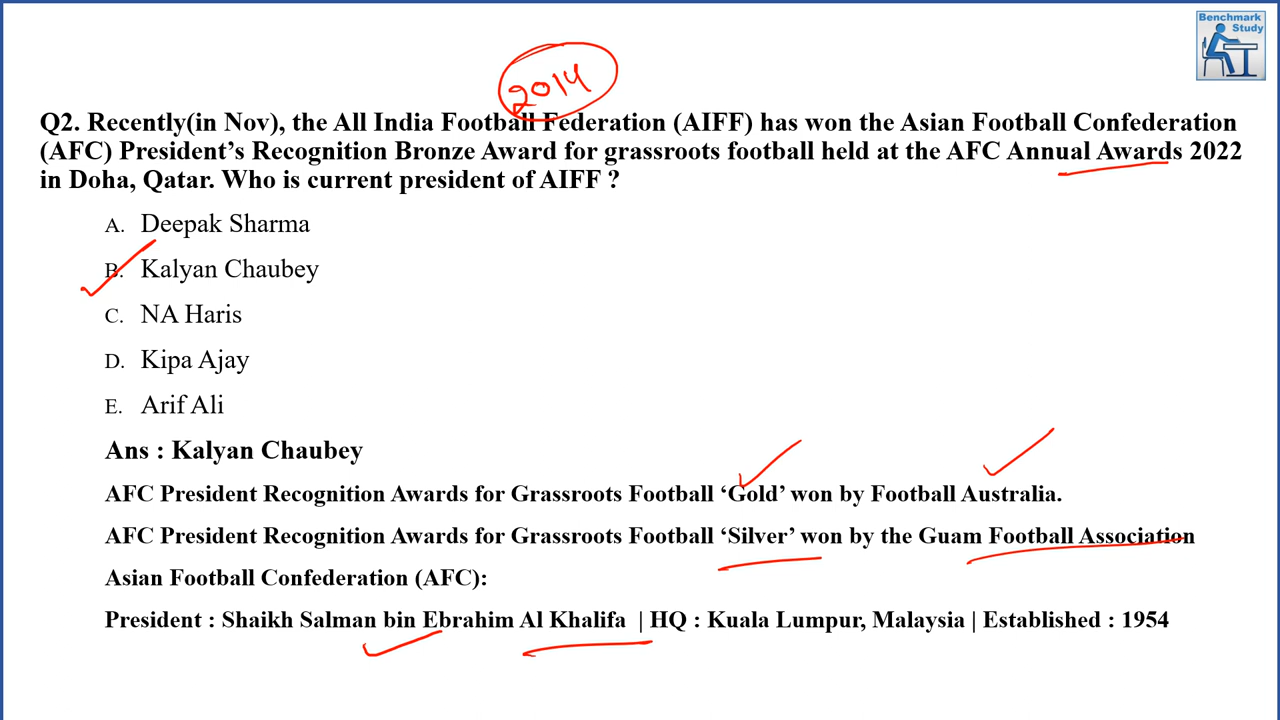 Benchmark
Study
2014
Q2. Recently(in Nov), the All India Football Federation (AIFF) has won the Asian Football Confederation
(AFC) President’s Recognition Bronze Award for grassroots football held at the AFC Annual Awards 2022
in Doha, Qatar. Who is current president of AIFF ?
A. Deepak Sharma
B. Kalyan Chaubey
C. NA Haris
D. Kipa Ajay
E. Arif Ali
Ans : Kalyan Chaubey
AFC President Recognition Awards for Grassroots Football ‘Gold’ won by Football Australia.
AFC President Recognition Awards for Grassroots Football ‘Silver’ won by the Guam Football Association
Asian Football Confederation (AFC):
President : Shaikh Salman bin Ebrahim Al Khalifa | HQ : Kuala Lumpur, Malaysia | Established : 1954